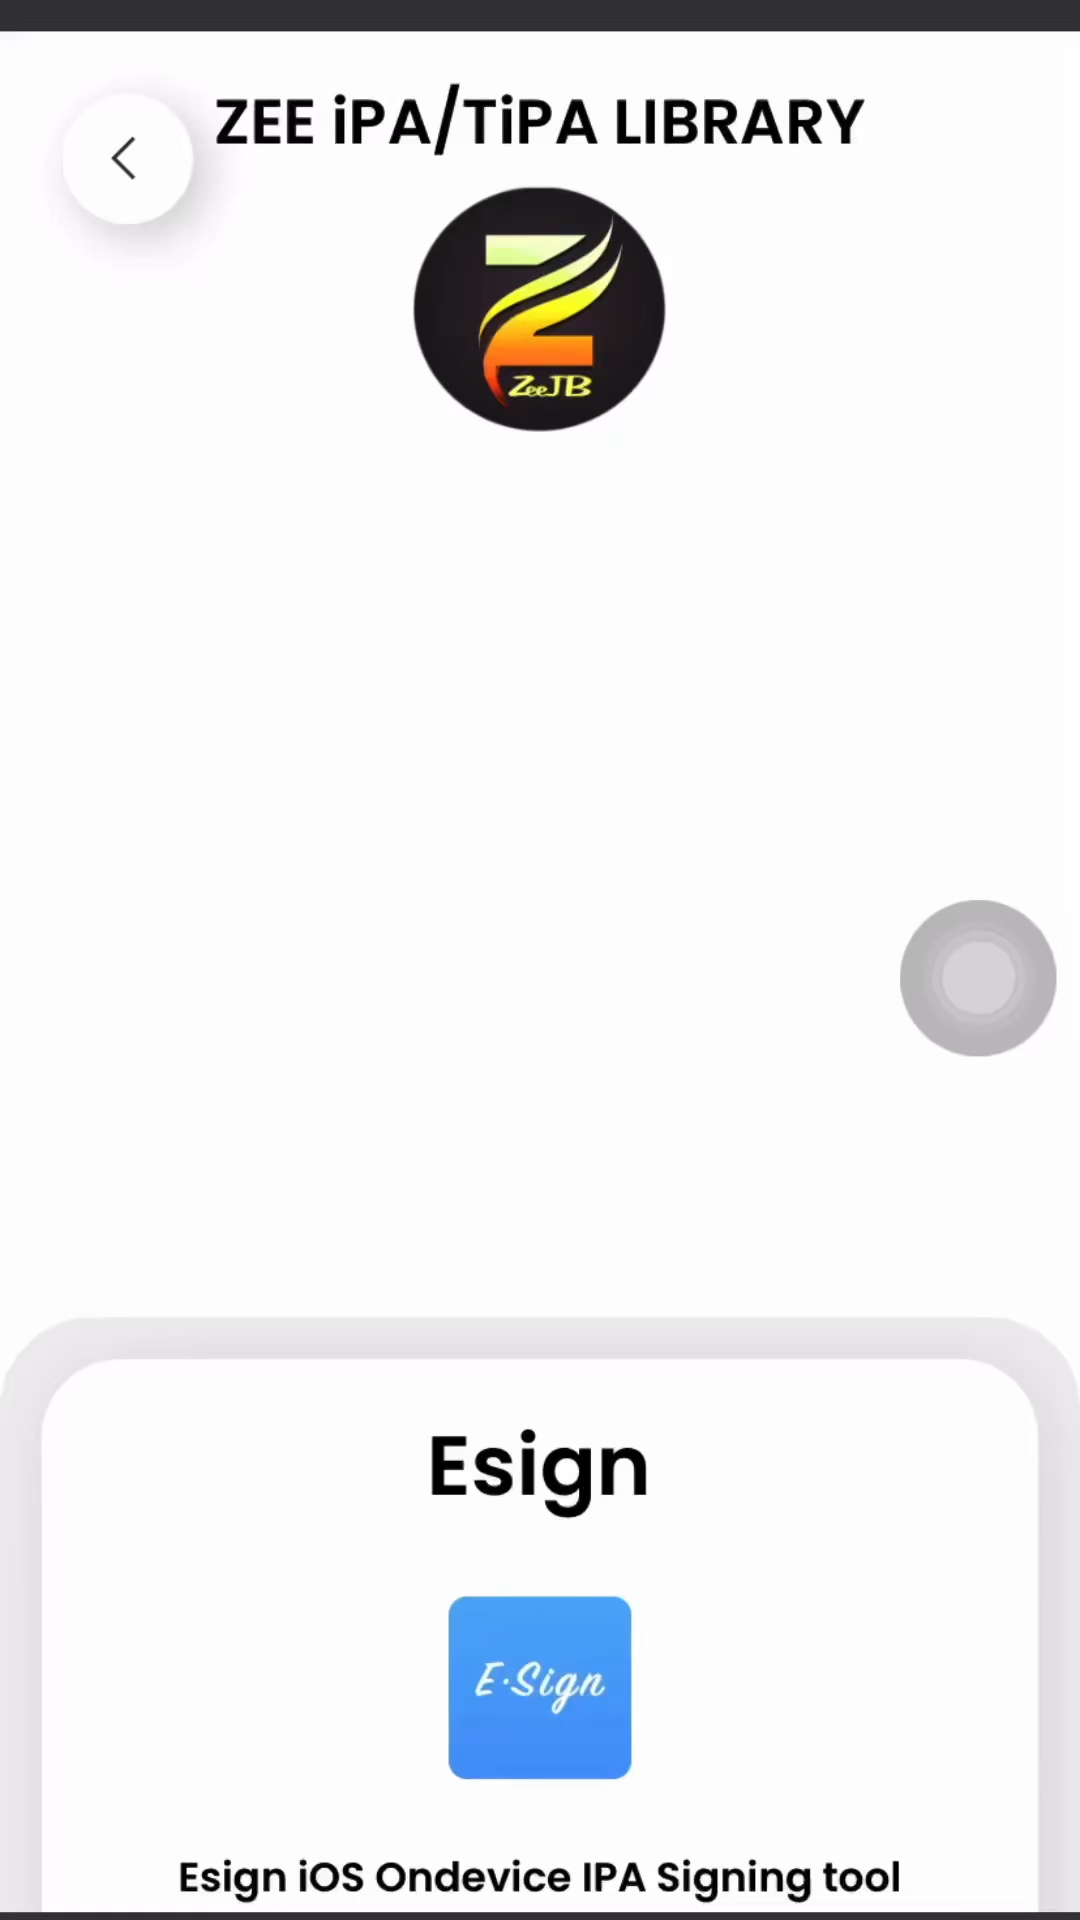 ZEE iPA/TiPA LIBRARY
ZeeJB
Esign
E·Sign
Esign iOS Ondevice IPA Signing tool